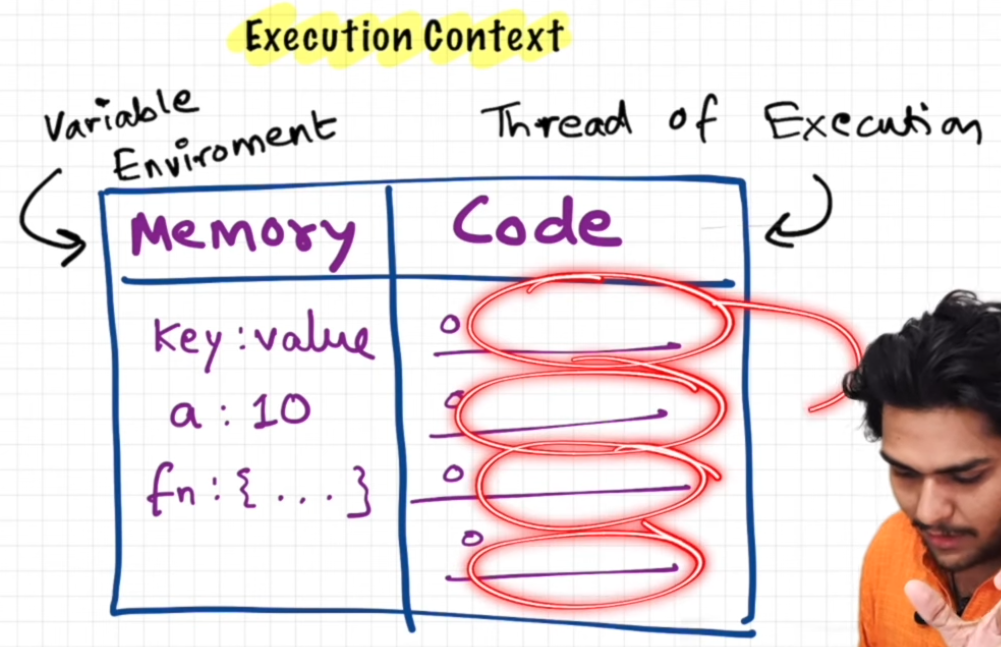 Execution Context
Variable
Enviroment
Thread of Execution
Memory
Code
key : value
a : 10
fn : { ... }